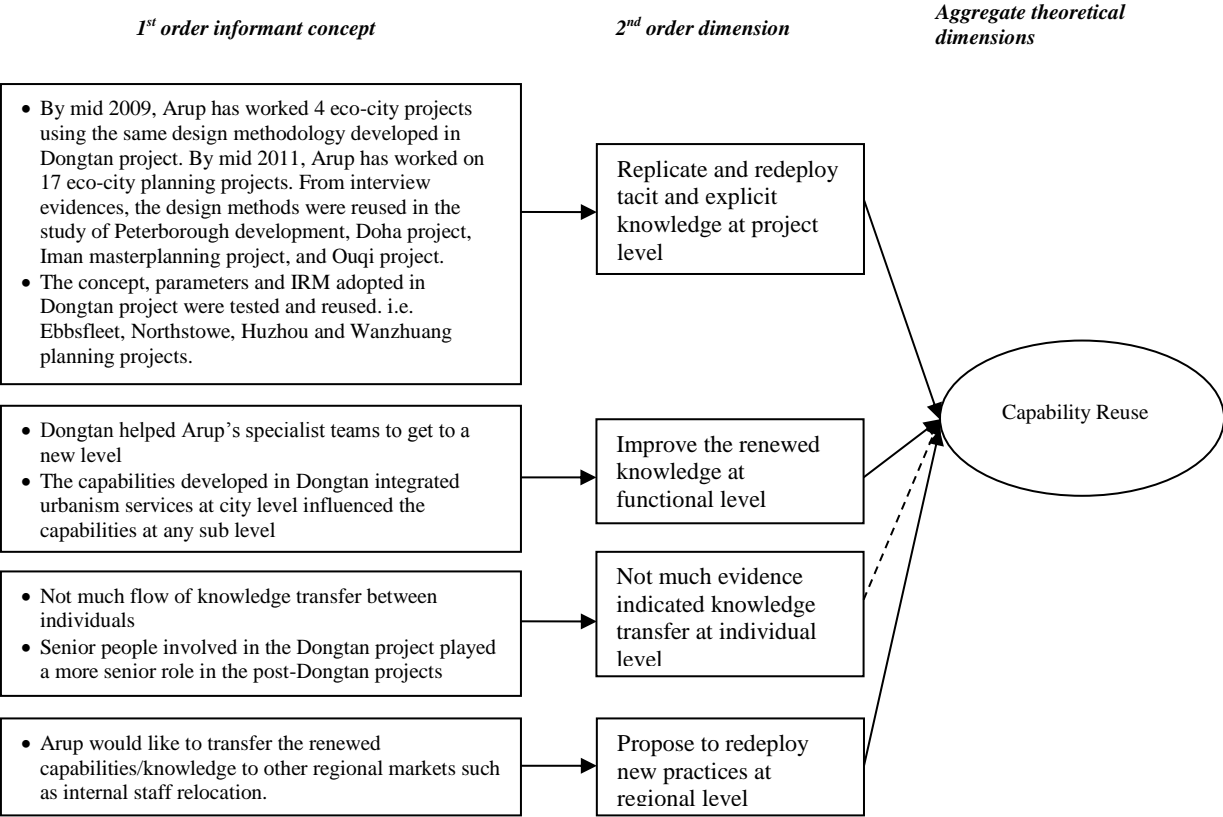 1st order informant concept
2nd order dimension
Aggregate theoretical
dimensions
• By mid 2009, Arup has worked 4 eco-city projects
using the same design methodology developed in
Dongtan project. By mid 2011, Arup has worked on
17 eco-city planning projects. From interview
evidences, the design methods were reused in the
study of Peterborough development, Doha project,
Iman masterplanning project, and Ouqi project.
• The concept, parameters and IRM adopted in
Dongtan project were tested and reused. i.e.
Ebbsfleet, Northstowe, Huzhou and Wanzhuang
planning projects.
Replicate and redeploy
tacit and explicit
knowledge at project
level
• Dongtan helped Arup’s specialist teams to get to a
new level
• The capabilities developed in Dongtan integrated
urbanism services at city level influenced the
capabilities at any sub level
Improve the renewed
knowledge at
functional level
• Not much flow of knowledge transfer between
individuals
• Senior people involved in the Dongtan project played
a more senior role in the post-Dongtan projects
Not much evidence
indicated knowledge
transfer at individual
level
• Arup would like to transfer the renewed
capabilities/knowledge to other regional markets such
as internal staff relocation.
Propose to redeploy
new practices at
regional level
Capability Reuse